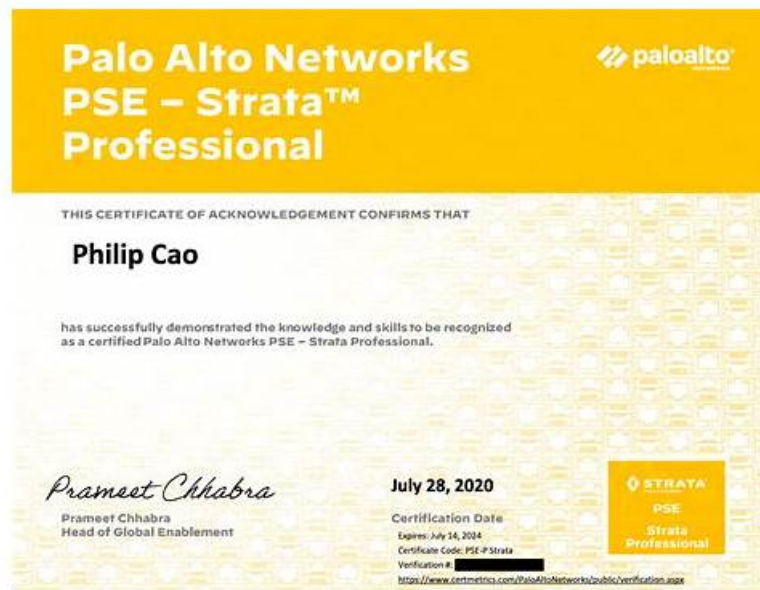 Palo Alto Networks
PSE – Strata™
Professional
paloalto
THIS CERTIFICATE OF ACKNOWLEDGEMENT CONFIRMS THAT
Philip Cao
has successfully demonstrated the knowledge and skills to be recognized
as a certified Palo Alto Networks PSE – Strata Professional.
Prameet Chhabra
Prameet Chhabra
Head of Global Enablement
July 28, 2020
Certification Date
Expires: July 14, 2024
Certificate Code: PSE-P Strata
Verification #:
https://www.certmetrics.com/PaloAltoNetworks/public/verification.aspx
STRATA
PSE
Strata
Professional